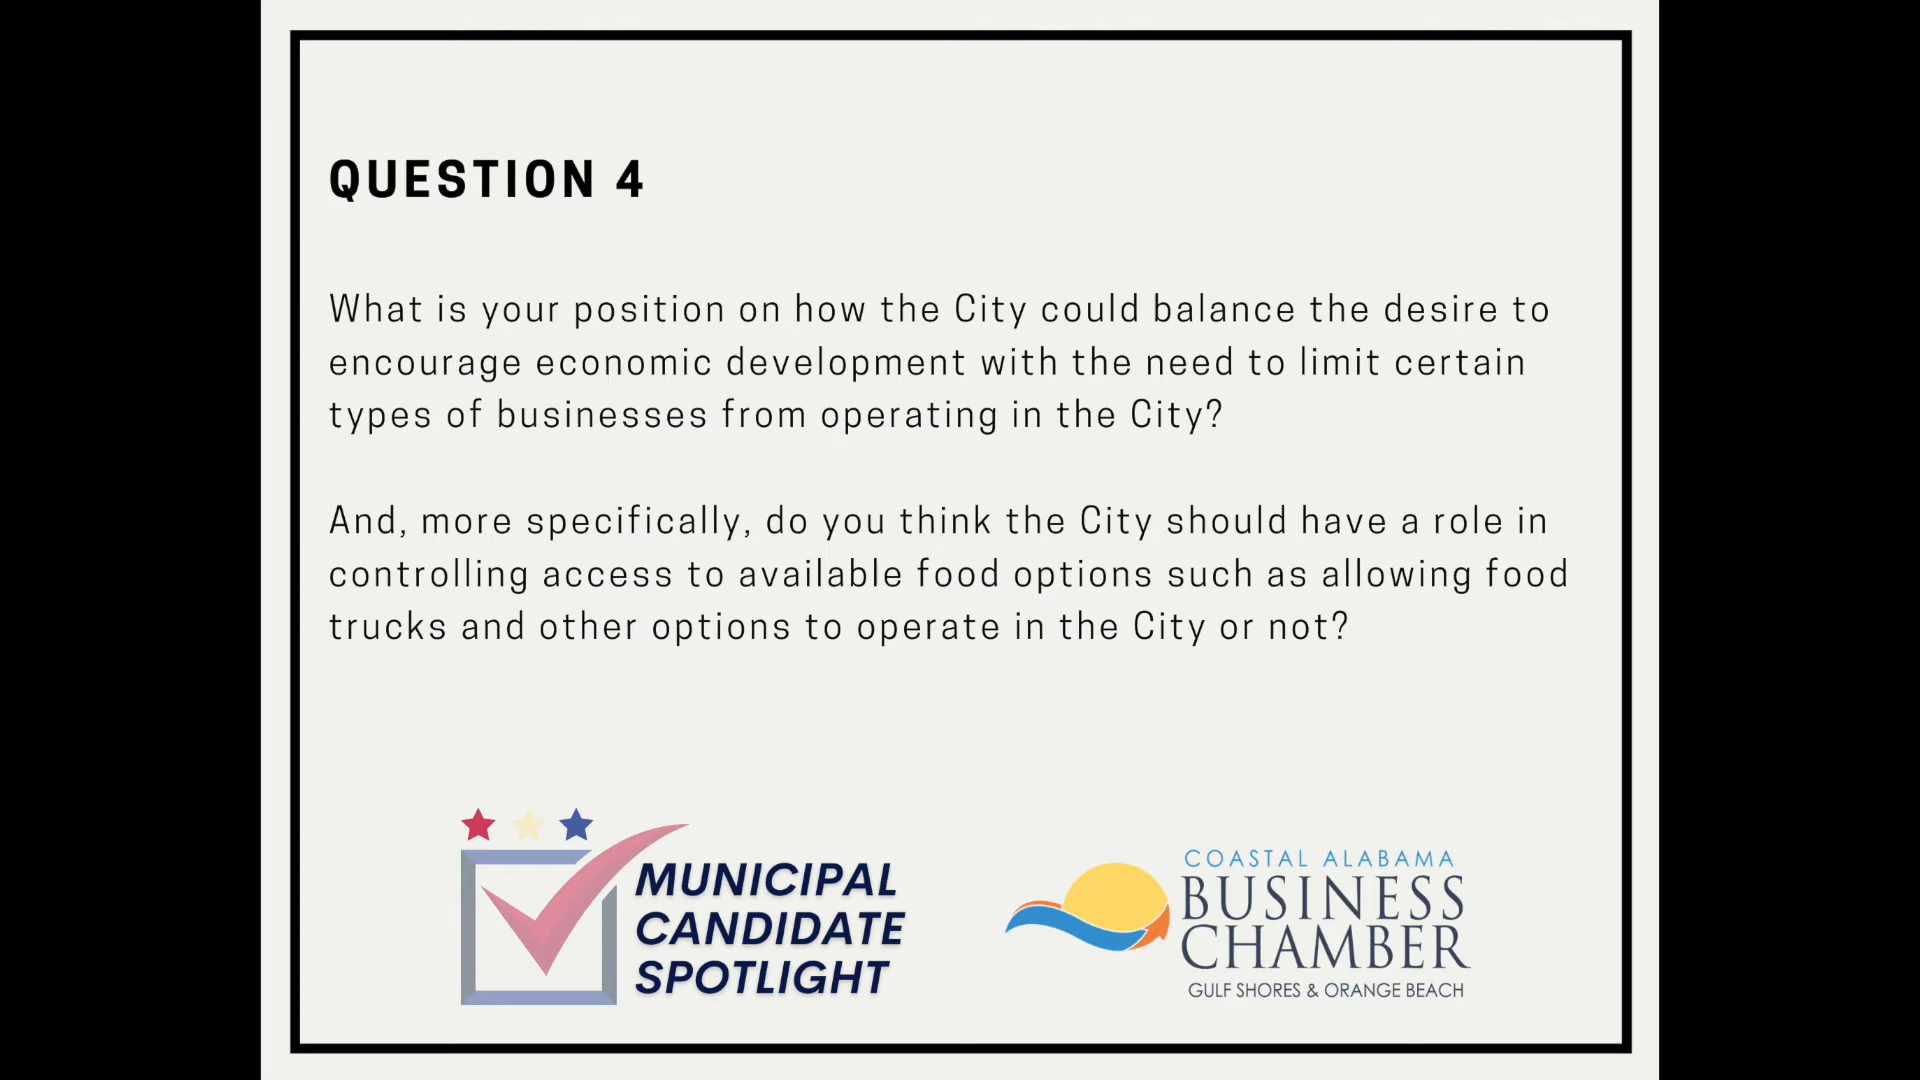 QUESTION 4
What is your position on how the City could balance the desire to
encourage economic development with the need to limit certain
types of businesses from operating in the City?
And, more specifically, do you think the City should have a role in
controlling access to available food options such as allowing food
trucks and other options to operate in the City or not?
MUNICIPAL
CANDIDATE
SPOTLIGHT
COASTAL ALABAMA
BUSINESS
CHAMBER
GULF SHORES & ORANGE BEACH